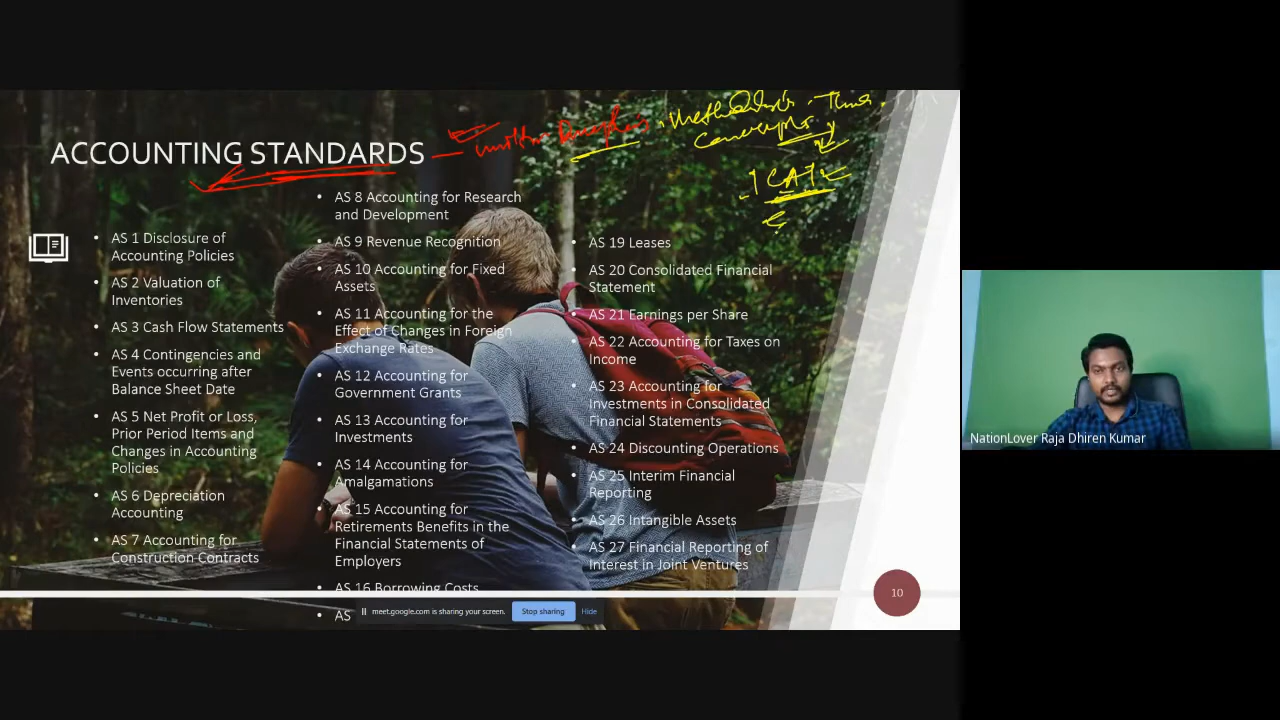 ACCOUNTING STANDARDS
• AS 1 Disclosure of
Accounting Policies
• AS 2 Valuation of
Inventories
• AS 3 Cash Flow Statements
• AS 4 Contingencies and
Events occurring after
Balance Sheet Date
• AS 5 Net Profit or Loss,
Prior Period Items and
Changes in Accounting
Policies
• AS 6 Depreciation
Accounting
• AS 7 Accounting for
Construction Contracts
• AS 8 Accounting for Research
and Development
• AS 9 Revenue Recognition
• AS 10 Accounting for Fixed
Assets
• AS 11 Accounting for the
Effect of Changes in Foreign
Exchange Rates
• AS 12 Accounting for
Government Grants
• AS 13 Accounting for
Investments
• AS 14 Accounting for
Amalgamations
• AS 15 Accounting for
Retirements Benefits in the
Financial Statements of
Employers
• AS 16 Borrowing Costs
• AS
• AS 19 Leases
• AS 20 Consolidated Financial
Statement
• AS 21 Earnings per Share
• AS 22 Accounting for Taxes on
Income
• AS 23 Accounting for
Investments in Consolidated
Financial Statements
• AS 24 Discounting Operations
• AS 25 Interim Financial
Reporting
• AS 26 Intangible Assets
• AS 27 Financial Reporting of
Interest in Joint Ventures
10
meet.google.com is sharing your screen. Stop sharing Hide
NationLover Raja Dhiren Kumar